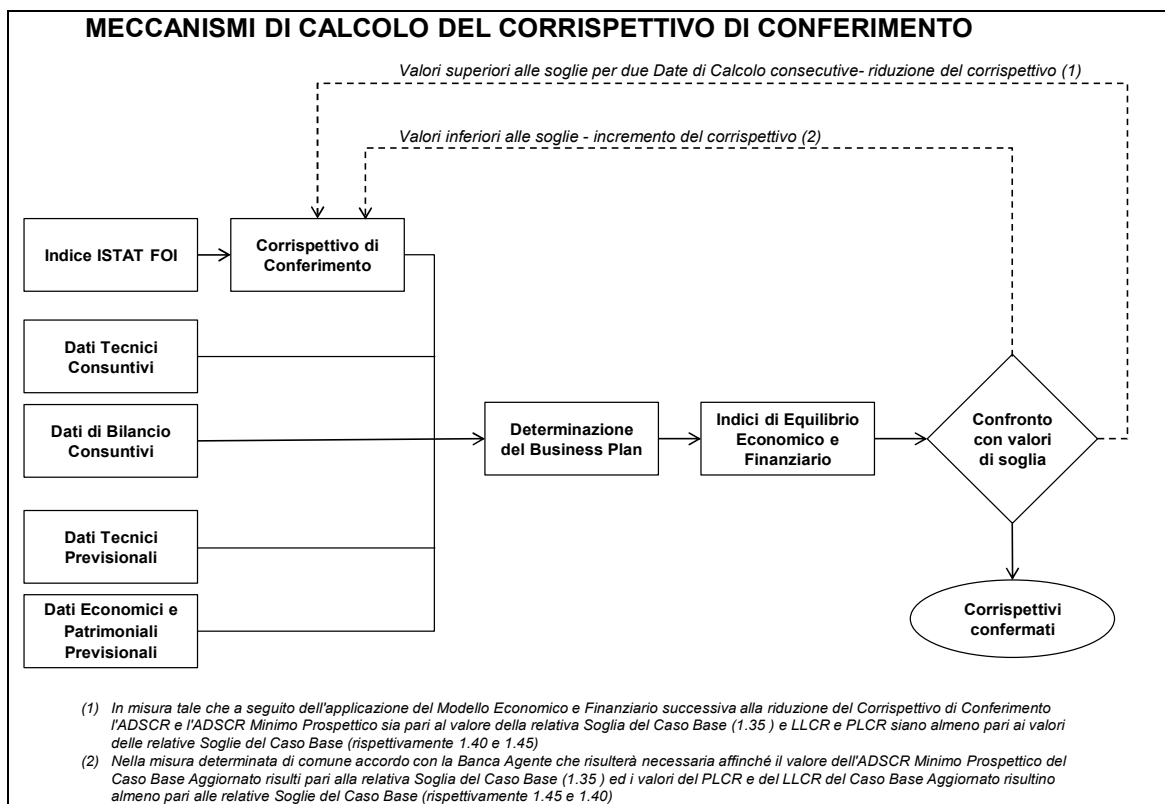 MECCANISMI DI CALCOLO DEL CORRISPETTIVO DI CONFERIMENTO
Valori superiori alle soglie per due Date di Calcolo consecutive- riduzione del corrispettivo (1)
Valori inferiori alle soglie - incremento del corrispettivo (2)
Indice ISTAT FOI
Corrispettivo di
Conferimento
Dati Tecnici
Consuntivi
Dati di Bilancio
Consuntivi
Determinazione
del Business Plan
Indici di Equilibrio
Economico e
Finanziario
Confronto
con valori
di soglia
Dati Tecnici
Previsionali
Dati Economici e
Patrimoniali
Previsionali
Corrispettivi
confermati
(1) In misura tale che a seguito dell'applicazione del Modello Economico e Finanziario successiva alla riduzione del Corrispettivo di Conferimento
l'ADSCR e l'ADSCR Minimo Prospettico sia pari al valore della relativa Soglia del Caso Base (1.35 ) e LLCR e PLCR siano almeno pari ai valori
delle relative Soglie del Caso Base (rispettivamente 1.40 e 1.45)
(2) Nella misura determinata di comune accordo con la Banca Agente che risulterà necessaria affinché il valore dell'ADSCR Minimo Prospettico del
Caso Base Aggiornato risulti pari alla relativa Soglia del Caso Base (1.35 ) ed i valori del PLCR e del LLCR del Caso Base Aggiornato risultino
almeno pari alle relative Soglie del Caso Base (rispettivamente 1.45 e 1.40)